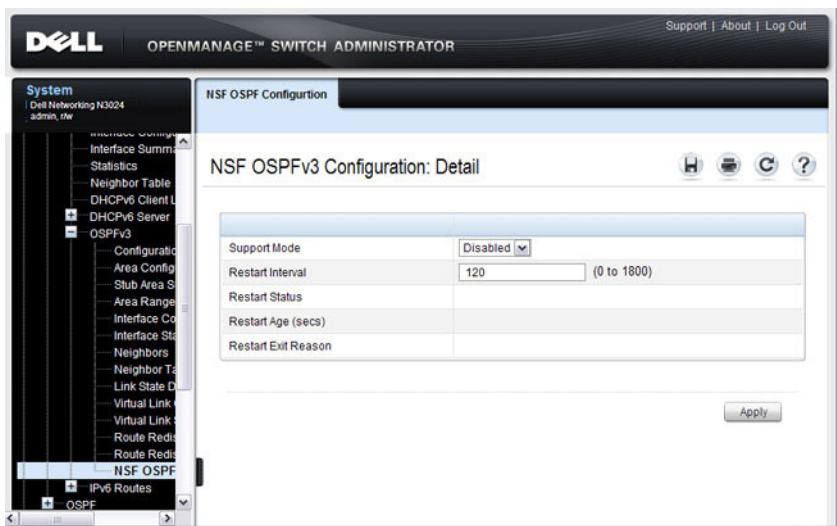 Support | About | Log Out
DELL
OPENMANAGE™ SWITCH ADMINISTRATOR
System
Dell Networking N3024
admin, r/w
NSF OSPF Configurtion
Interface Summa
Statistics
Neighbor Table
DHCPv6 Client L
DHCPv6 Server
OSPFv3
Configuratio
Area Config
Stub Area S
Area Range
Interface Co
Interface Sta
Neighbors
Neighbor Ta
Link State D
Virtual Link
Virtual Link
Route Redis
Route Redis
NSF OSPF
IPv6 Routes
OSPF
NSF OSPFv3 Configuration: Detail
?
Support Mode Disabled
Restart Interval 120 (0 to 1800)
Restart Status
Restart Age (secs)
Restart Exit Reason
Apply